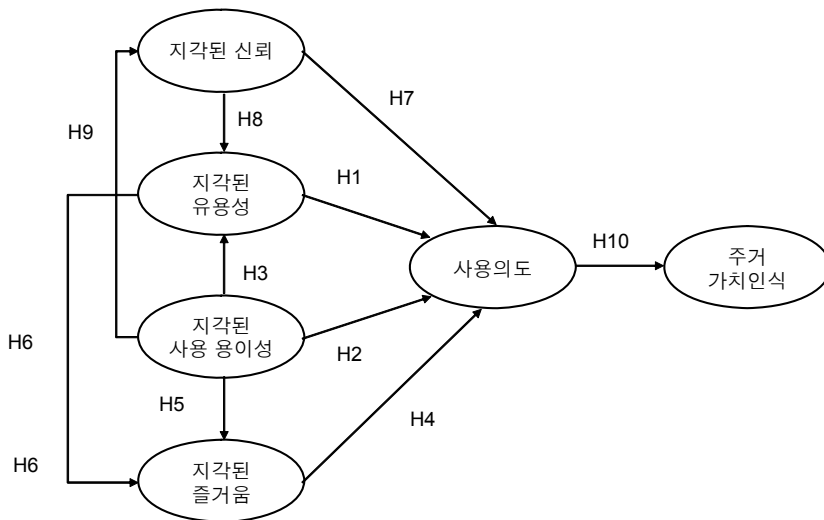 지각된 신뢰
H7
H8
H9
지각된
유용성
H1
H10
사용의도
주거
가치인식
H3
지각된
사용 용이성
H6
H2
H5
H4
H6
지각된
즐거움